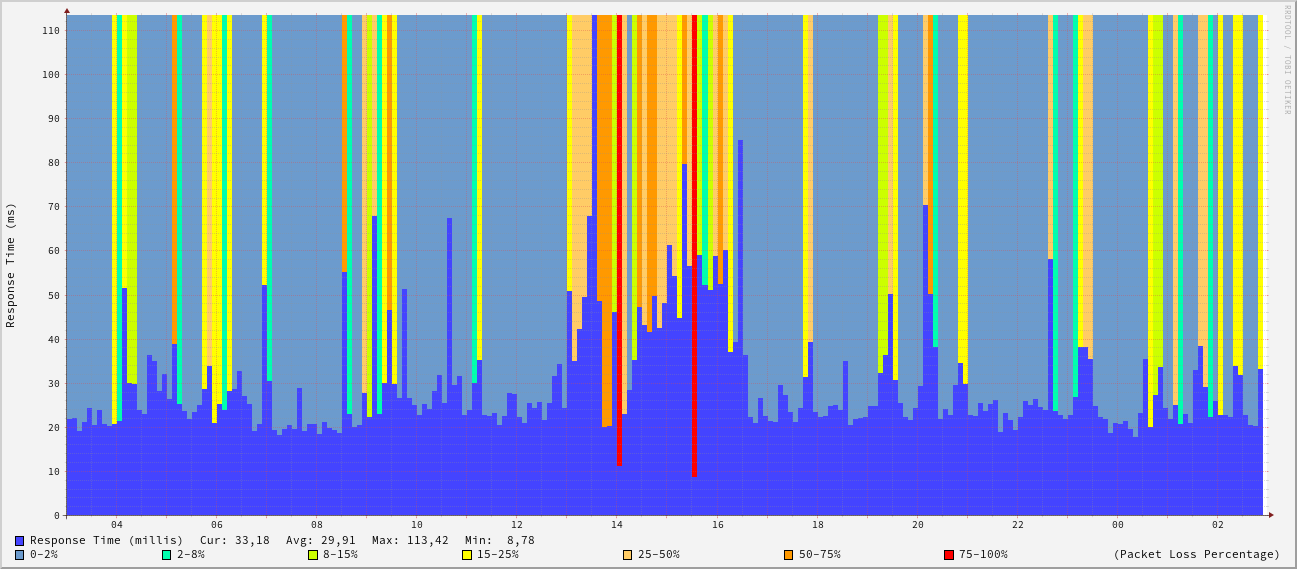 RRDTOOL / TOBI OETIKER
Response Time (ms)
110
100
90
80
70
60
50
40
30
20
10
0
04 06 08 10 12 14 16 18 20 22 00 02
Response Time (millis) Cur: 33,18 Avg: 29,91 Max: 113,42 Min: 8,78
0-2% 2-8% 8-15% 15-25% 25-50% 50-75% 75-100% (Packet Loss Percentage)